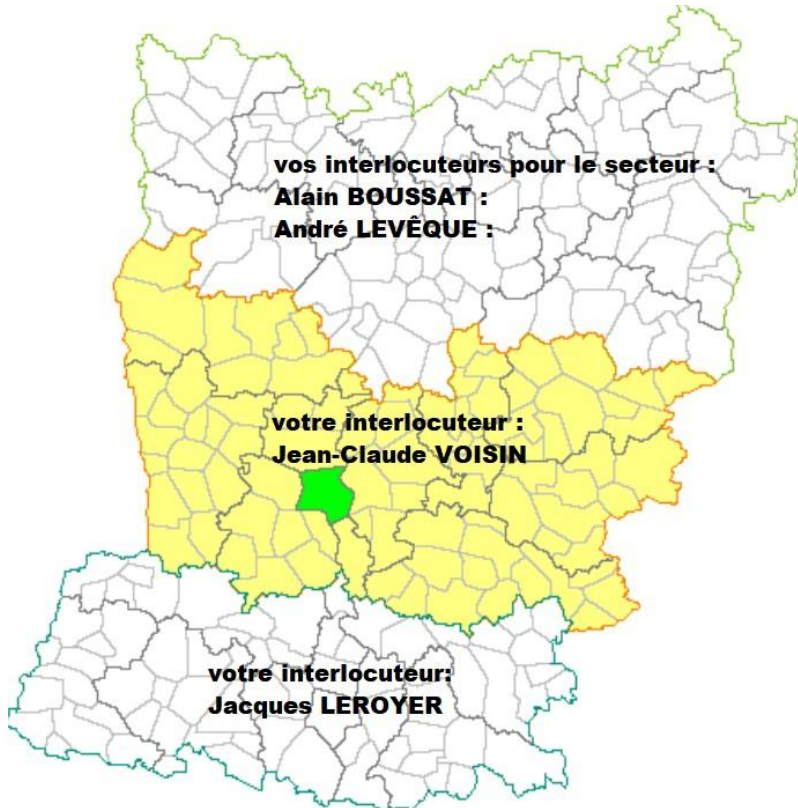 vos interlocuteurs pour le secteur :
Alain BOUSSAT :
André LEVÊQUE :
votre interlocuteur :
Jean-Claude VOISIN
votre interlocuteur:
Jacques LEROYER